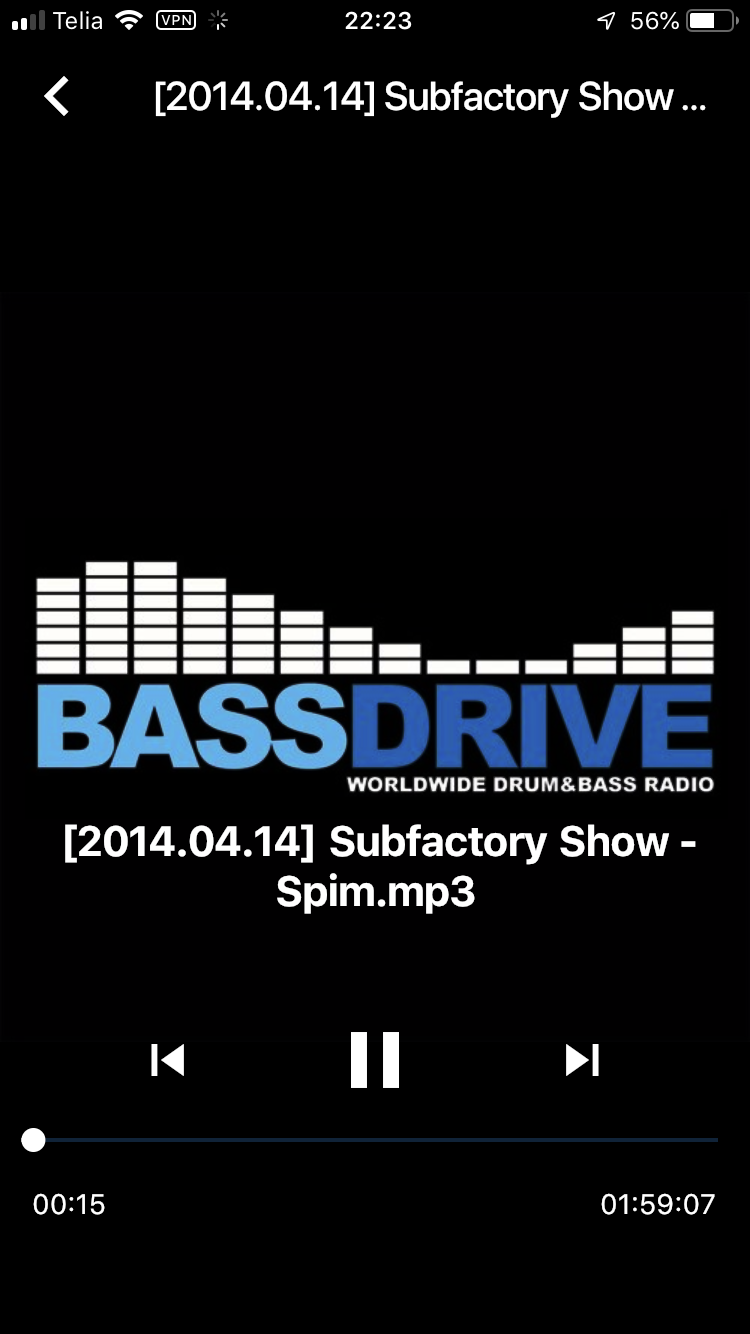 Telia VPN 22:23 56%
[2014.04.14] Subfactory Show ...
BASSDRIVE
WORLDWIDE DRUM&BASS RADIO
[2014.04.14] Subfactory Show -
Spim.mp3
00:15 01:59:07